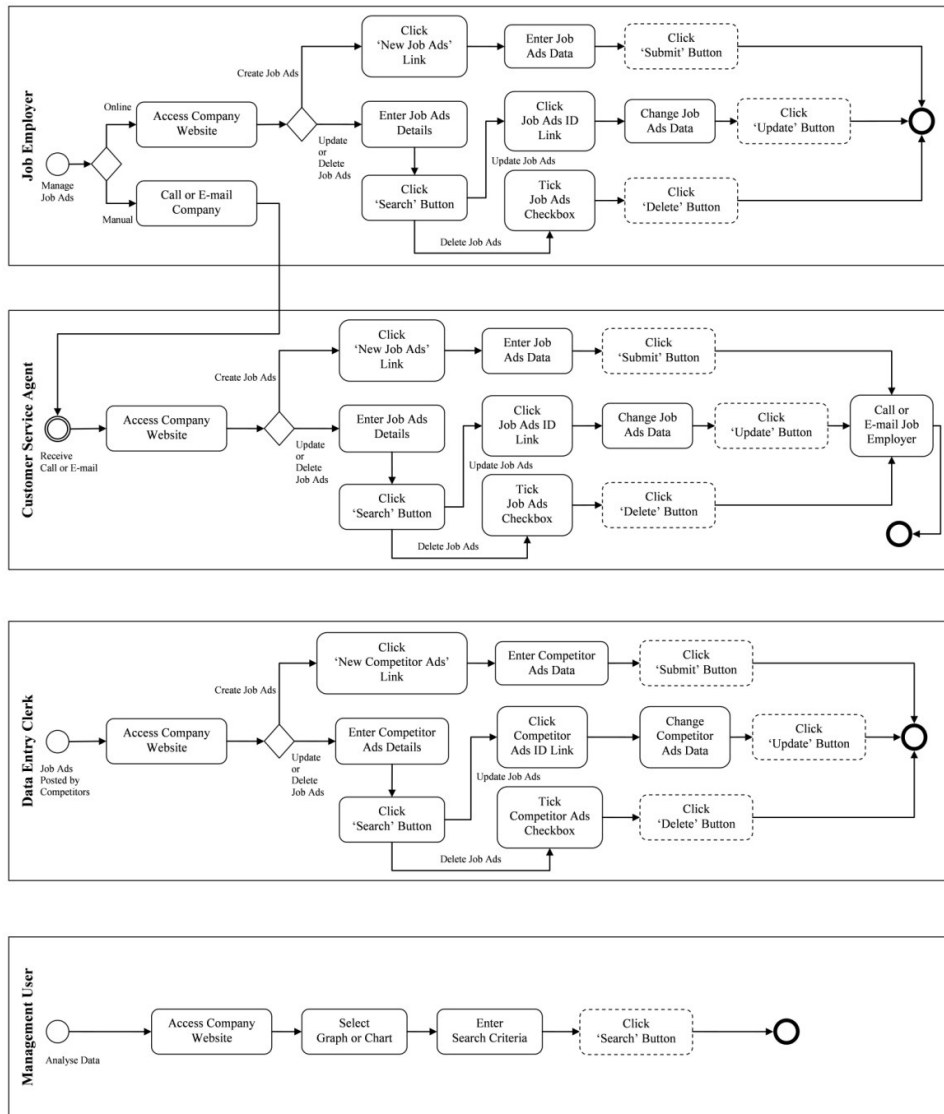 Job Employer
Manage
Job Ads
Online
Manual
Access Company
Website
Call or E-mail
Company
Create Job Ads
Update
or
Delete
Job Ads
Click
‘New Job Ads’
Link
Enter Job
Ads Data
Click
‘Submit’ Button
Enter Job Ads
Details
Click
‘Search’ Button
Update Job Ads
Delete Job Ads
Click
Job Ads ID
Link
Change Job
Ads Data
Click
‘Update’ Button
Tick
Job Ads
Checkbox
Click
‘Delete’ Button
Customer Service Agent
Receive
Call or E-mail
Access Company
Website
Create Job Ads
Update
or
Delete
Job Ads
Click
‘New Job Ads’
Link
Enter Job
Ads Data
Click
‘Submit’ Button
Enter Job Ads
Details
Click
‘Search’ Button
Update Job Ads
Delete Job Ads
Click
Job Ads ID
Link
Change Job
Ads Data
Click
‘Update’ Button
Tick
Job Ads
Checkbox
Click
‘Delete’ Button
Call or
E-mail Job
Employer
Data Entry Clerk
Job Ads
Posted by
Competitors
Access Company
Website
Create Job Ads
Update
or
Delete
Job Ads
Click
‘New Competitor Ads’
Link
Enter Competitor
Ads Data
Click
‘Submit’ Button
Enter Competitor
Ads Details
Click
‘Search’ Button
Update Job Ads
Delete Job Ads
Click
Competitor
Ads ID Link
Change
Competitor
Ads Data
Click
‘Update’ Button
Tick
Competitor Ads
Checkbox
Click
‘Delete’ Button
Management User
Analyse Data
Access Company
Website
Select
Graph or Chart
Enter
Search Criteria
Click
‘Search’ Button